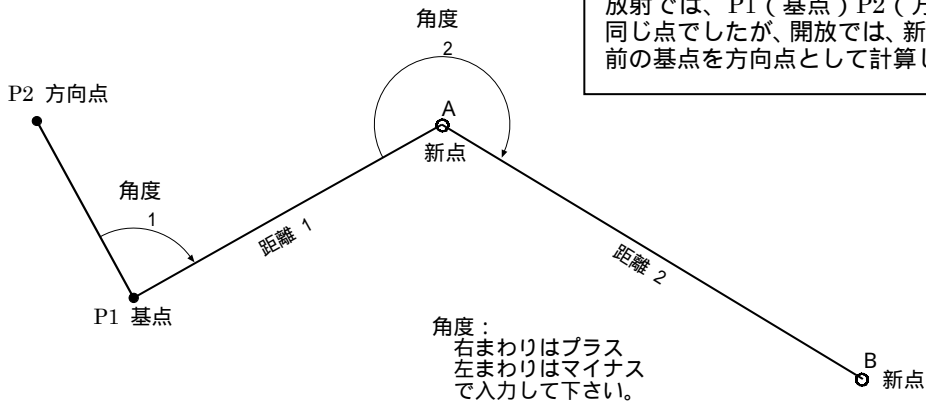 放射では、P1(基点)P2(
同じ点でしたが、開放では、新
前の基点を方向点として計算し
角度
2
P2 方向点
A
新点
角度
1
距離 1
距離 2
P1 基点
角度:
右まわりはプラス
左まわりはマイナス
で入力して下さい。
B
新点